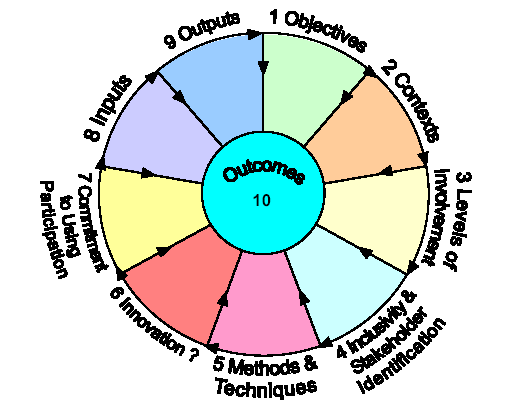 1 Objectives
2 Contexts
3 Levels of
Involvement
4 Inclusivity &
Stakeholder
Identification
5 Methods &
Techniques
6 Innovation ?
7 Commitment
to Using
Participation
8 Inputs
9 Outputs
Outcomes
10